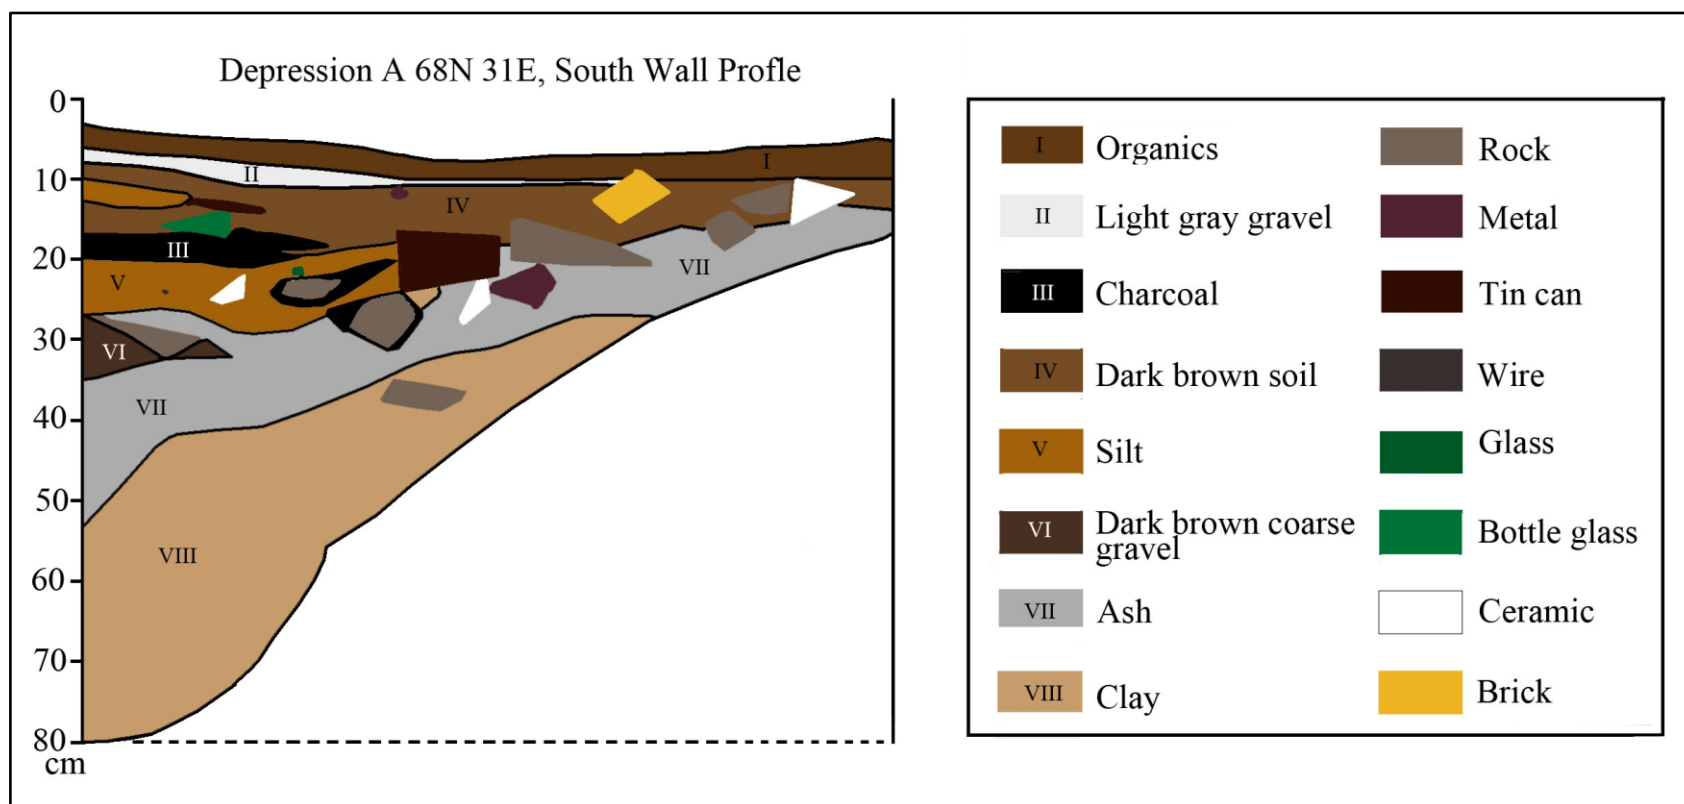 Depression A 68N 31E, South Wall Profle
0
10
20
30
40
50
60
70
80
cm
I
II
IV
III
V
VII
VI
VII
VIII
I Organics
II Light gray gravel
III Charcoal
IV Dark brown soil
V Silt
VI Dark brown coarse
gravel
VII Ash
VIII Clay
Rock
Metal
Tin can
Wire
Glass
Bottle glass
Ceramic
Brick